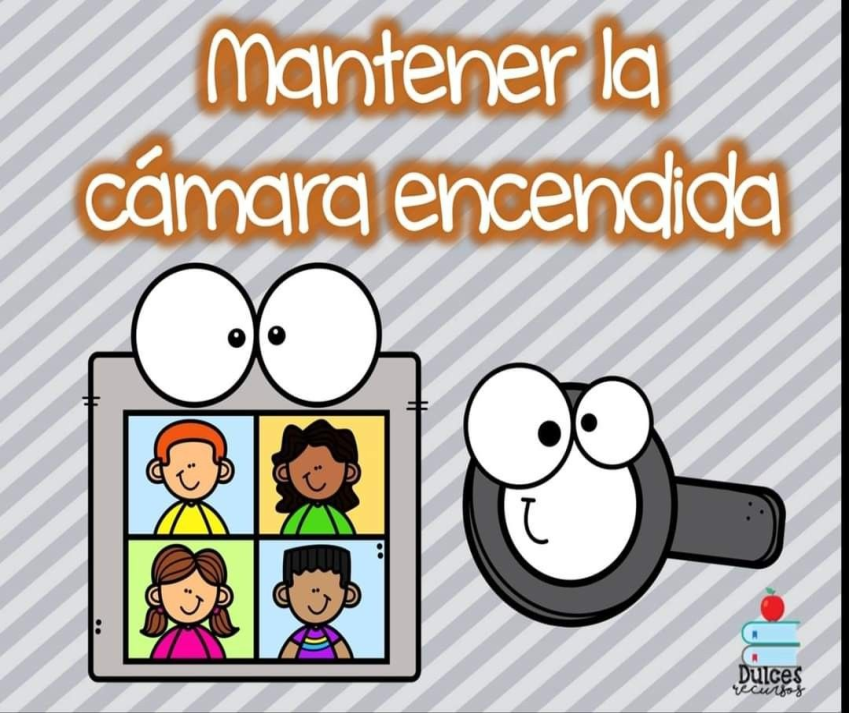 Mantener la
cámara encendida
Dulces
recursos